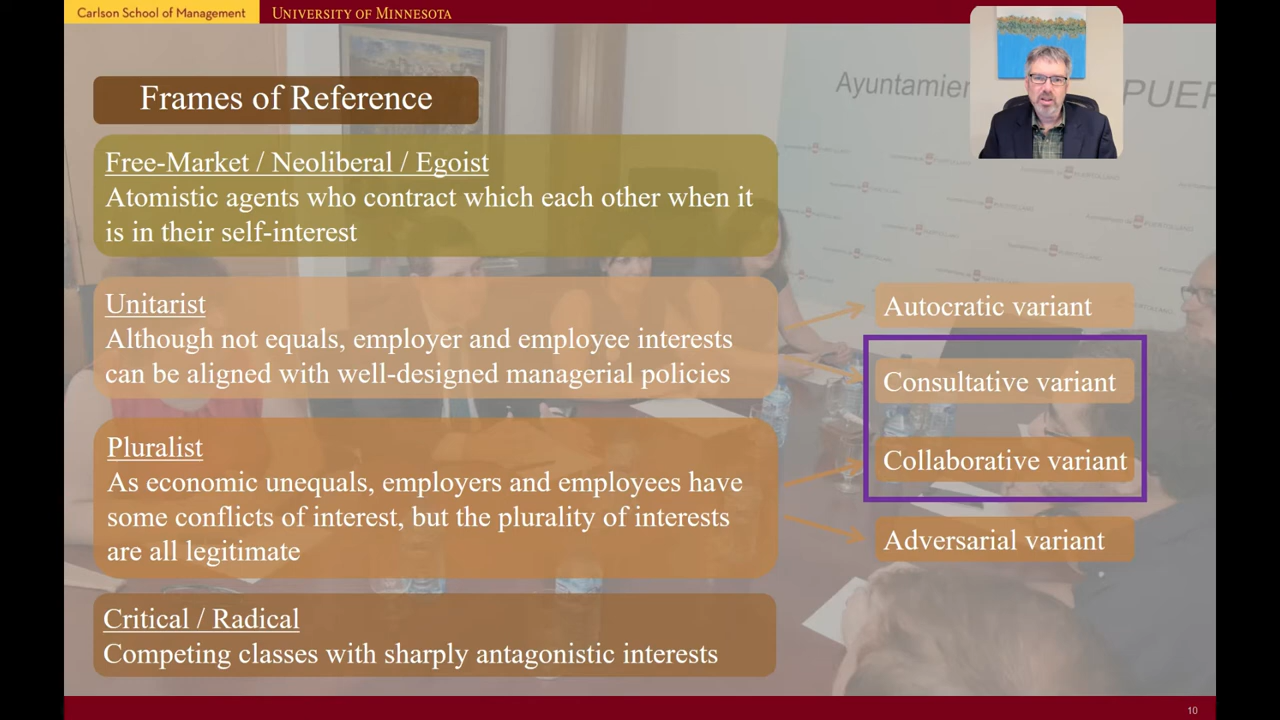 Carlson School of Management UNIVERSITY OF MINNESOTA
Frames of Reference
Free-Market / Neoliberal / Egoist
Atomistic agents who contract which each other when it
is in their self-interest
Unitarist
Although not equals, employer and employee interests
can be aligned with well-designed managerial policies
Pluralist
As economic unequals, employers and employees have
some conflicts of interest, but the plurality of interests
are all legitimate
Critical / Radical
Competing classes with sharply antagonistic interests
Autocratic variant
Consultative variant
Collaborative variant
Adversarial variant
10